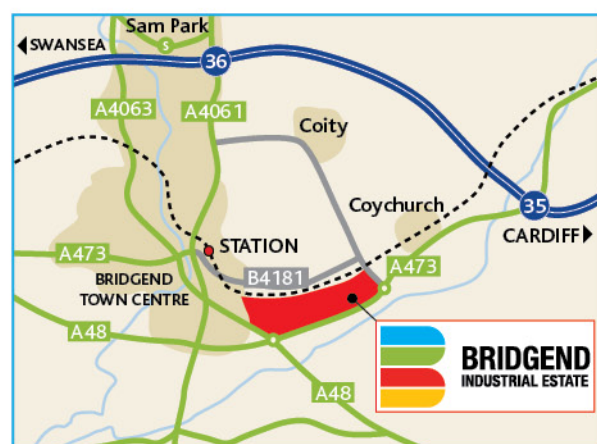 Sam Park
SWANSEA
S
36
A4063
A4061
Coity
Coychurch
35
CARDIFF
STATION
A473
A473
B4181
BRIDGEND
TOWN CENTRE
A48
A48
BRIDGEND
INDUSTRIAL ESTATE